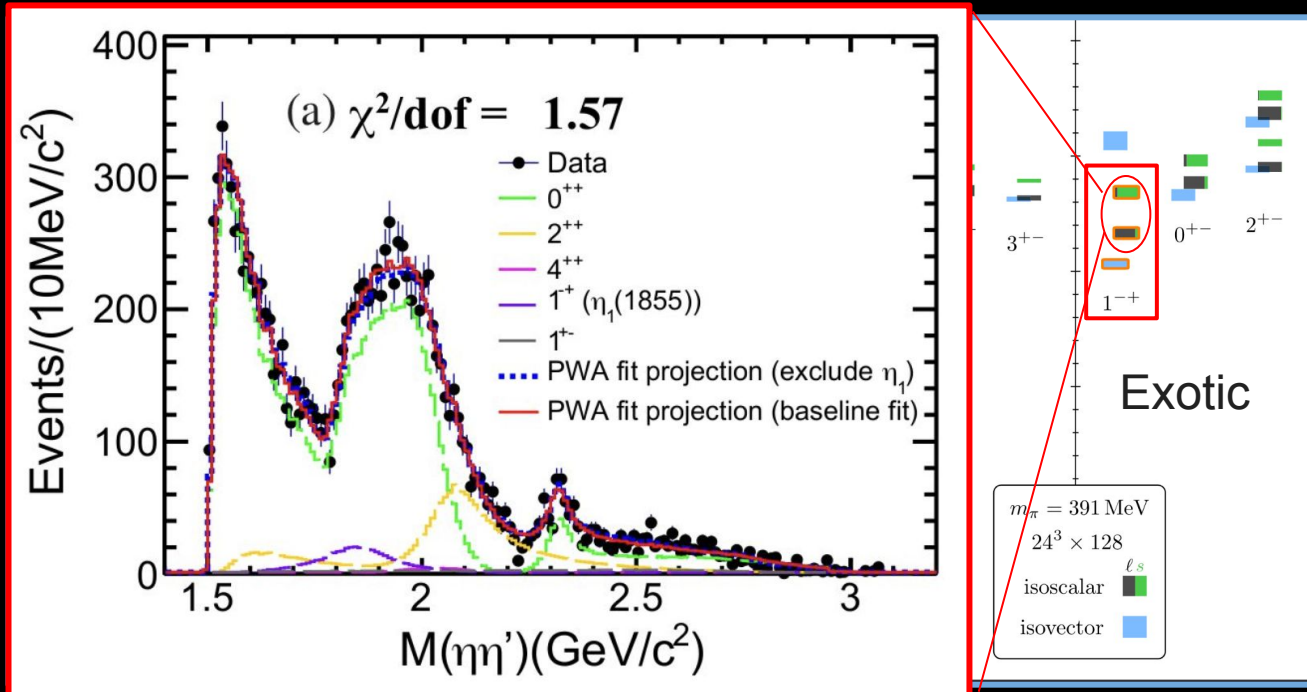 400
300
200
100
0
Events/(10MeV/c²)
(a) χ²/dof = 1.57
Data
0⁺⁺
2⁺⁺
4⁺⁺
1⁻⁺ (η₁(1855))
1⁺⁻
PWA fit projection (exclude η₁)
PWA fit projection (baseline fit)
1.5 2 2.5 3
M(ηη')(GeV/c²)
3⁺⁻
1⁻⁺
0⁺⁻
2⁺⁻
Exotic
mπ = 391 MeV
24³ × 128
ℓ s
isoscalar
isovector